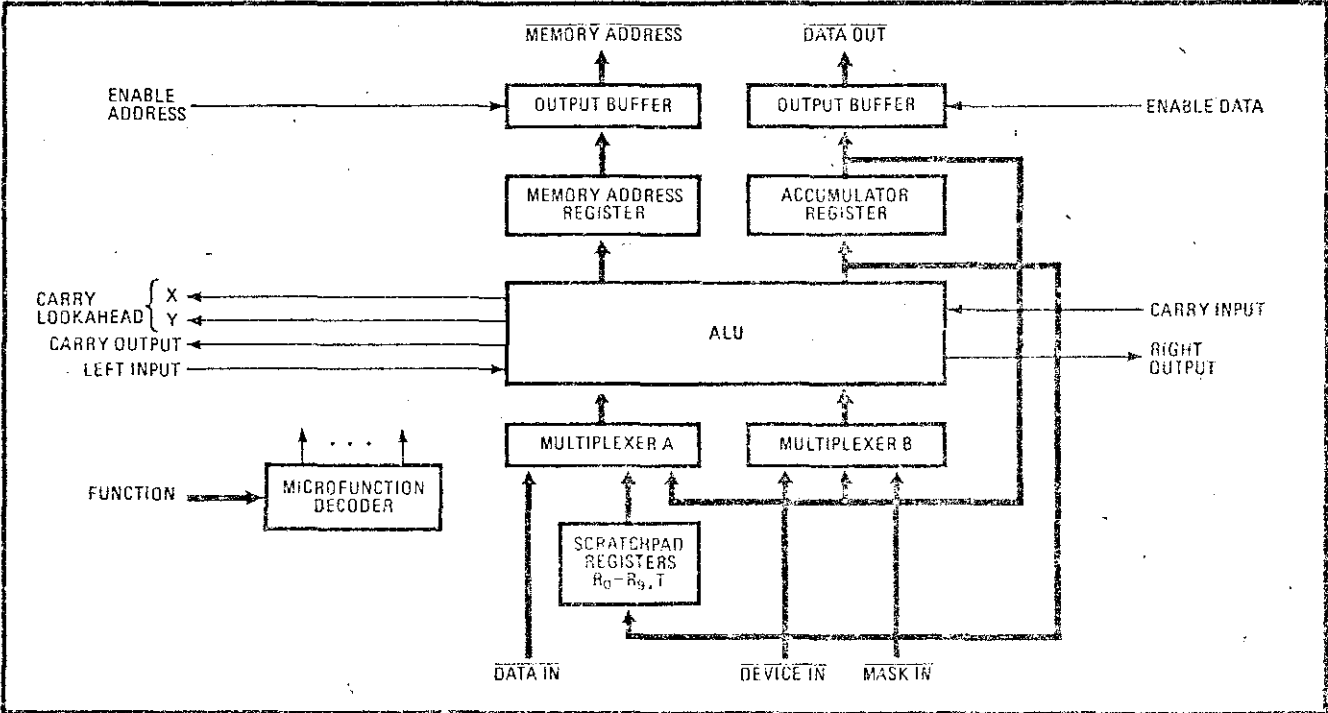 MEMORY ADDRESS
DATA OUT
ENABLE
ADDRESS
OUTPUT BUFFER
OUTPUT BUFFER
ENABLE DATA
MEMORY ADDRESS
REGISTER
ACCUMULATOR
REGISTER
CARRY
LOOKAHEAD
X
Y
CARRY OUTPUT
LEFT INPUT
ALU
CARRY INPUT
RIGHT
OUTPUT
MULTIPLEXER A
MULTIPLEXER B
FUNCTION
MICROFUNCTION
DECODER
. . .
SCRATCHPAD
REGISTERS
R0–R9, T
DATA IN
DEVICE IN
MASK IN